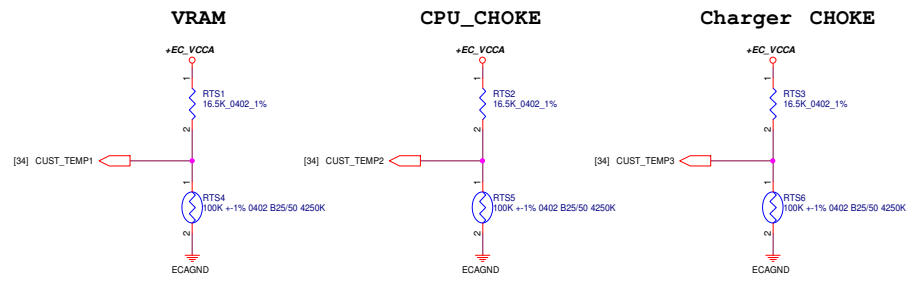 VRAM
CPU_CHOKE
Charger CHOKE
+EC_VCCA
+EC_VCCA
+EC_VCCA
1
1
1
RTS1
16.5K_0402_1%
RTS2
16.5K_0402_1%
RTS3
16.5K_0402_1%
2
2
2
[34] CUST_TEMP1
[34] CUST_TEMP2
[34] CUST_TEMP3
1
1
1
RTS4
100K +-1% 0402 B25/50 4250K
RTS5
100K +-1% 0402 B25/50 4250K
RTS6
100K +-1% 0402 B25/50 4250K
2
2
2
ECAGND
ECAGND
ECAGND